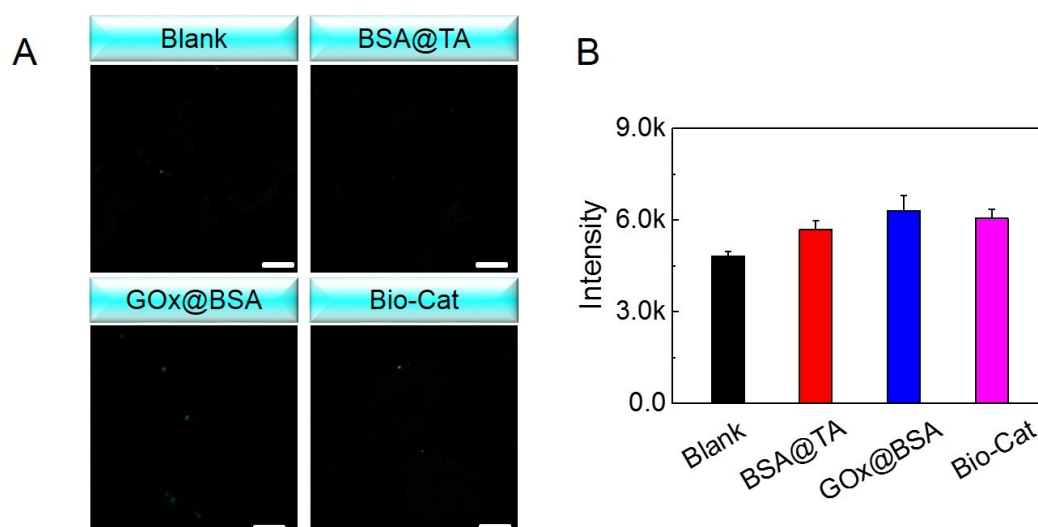 A
Blank
BSA@TA
GOx@BSA
Bio-Cat
B
9.0k
6.0k
3.0k
0.0
Intensity
Blank
BSA@TA
GOx@BSA
Bio-Cat